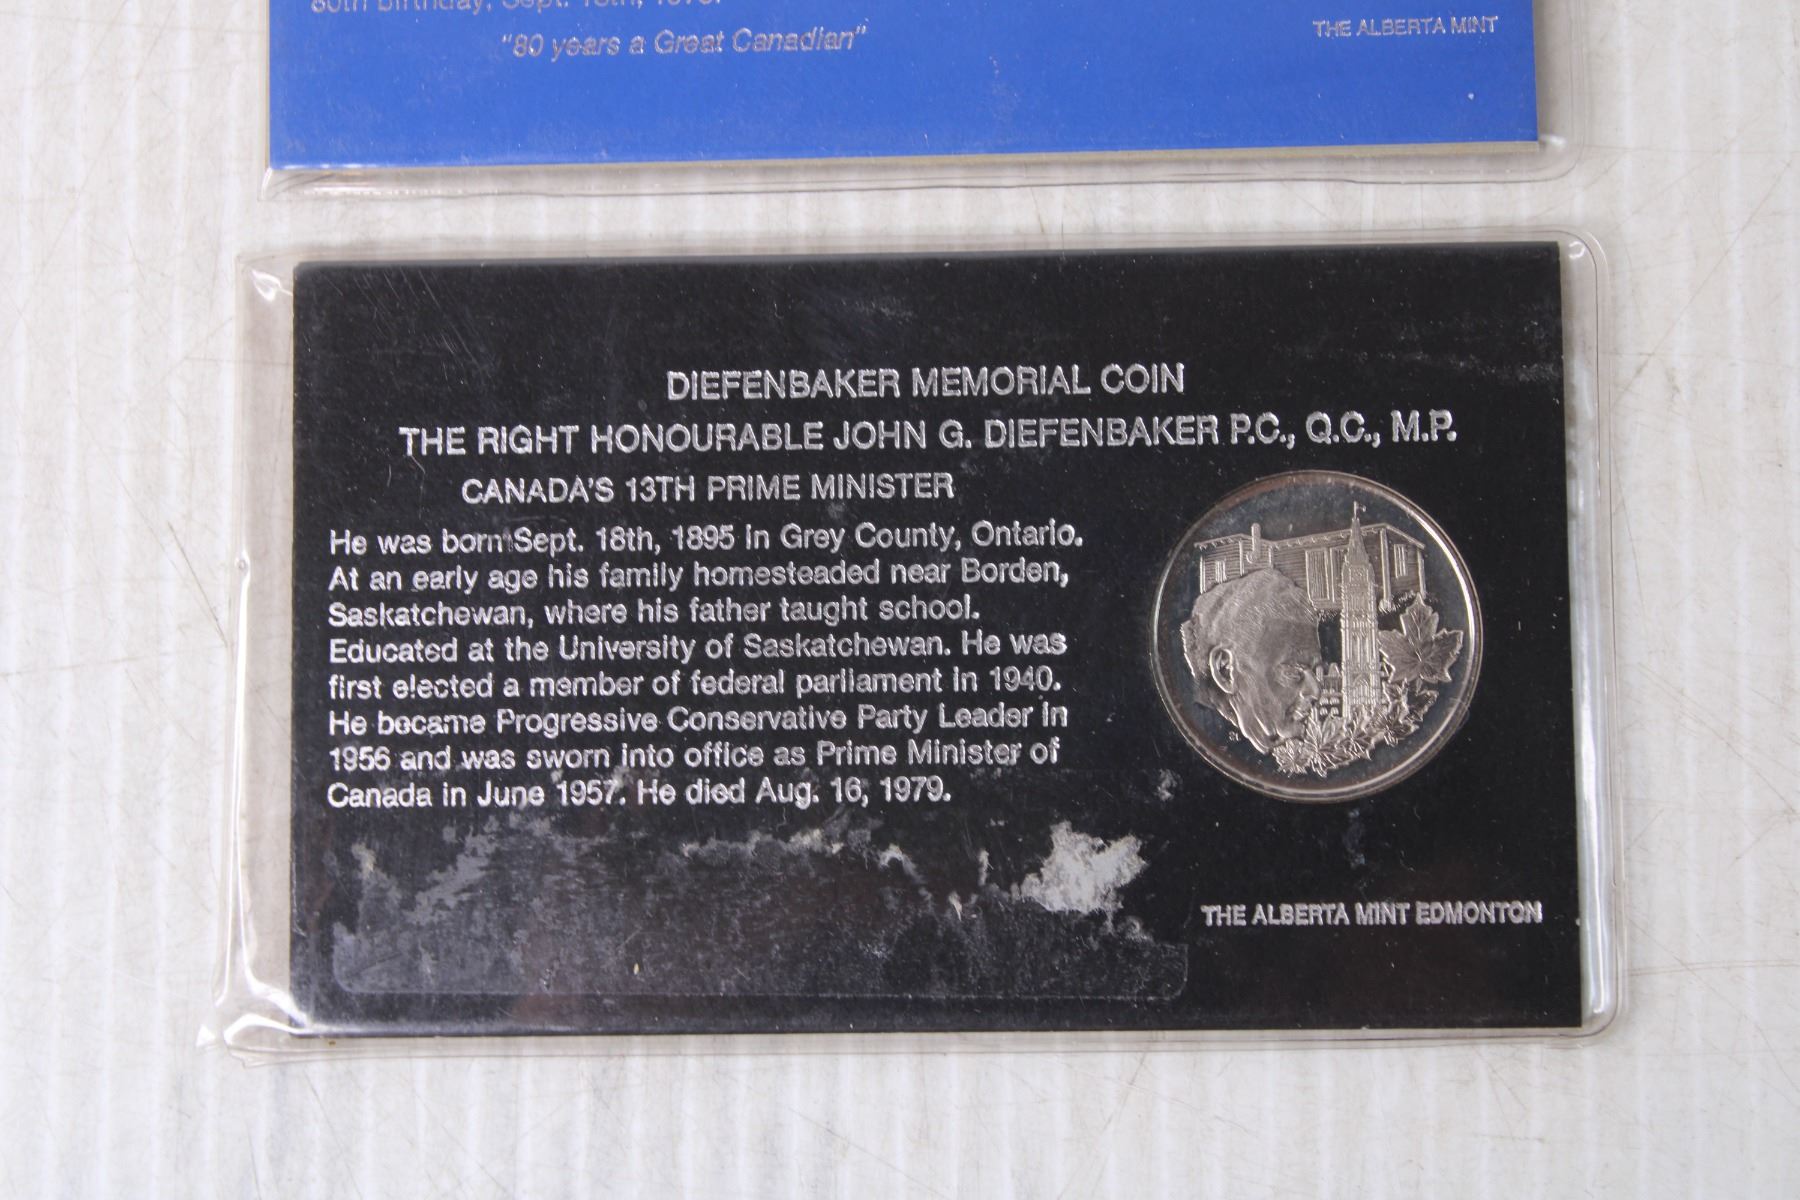 80th birthday, Sept. 18th, 1975.
"80 years a Great Canadian"
THE ALBERTA MINT
DIEFENBAKER MEMORIAL COIN
THE RIGHT HONOURABLE JOHN G. DIEFENBAKER P.C., Q.C., M.P.
CANADA'S 13TH PRIME MINISTER
He was born Sept. 18th, 1895 in Grey County, Ontario.
At an early age his family homesteaded near Borden,
Saskatchewan, where his father taught school.
Educated at the University of Saskatchewan. He was
first elected a member of federal parliament in 1940.
He became Progressive Conservative Party Leader in
1956 and was sworn into office as Prime Minister of
Canada in June 1957. He died Aug. 16, 1979.
THE ALBERTA MINT EDMONTON